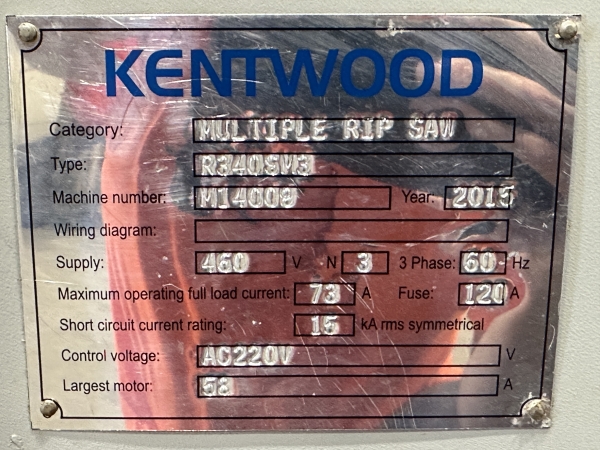 KENTWOOD
Category: MULTIPLE RIP SAW
Type: R340SM3
Machine number: M14009 Year: 2015
Wiring diagram:
Supply: 460 V N 3 3 Phase: 60 Hz
Maximum operating full load current: 73 A Fuse: 120 A
Short circuit current rating: 15 kA rms symmetrical
Control voltage: AC220V V
Largest motor: 58 A